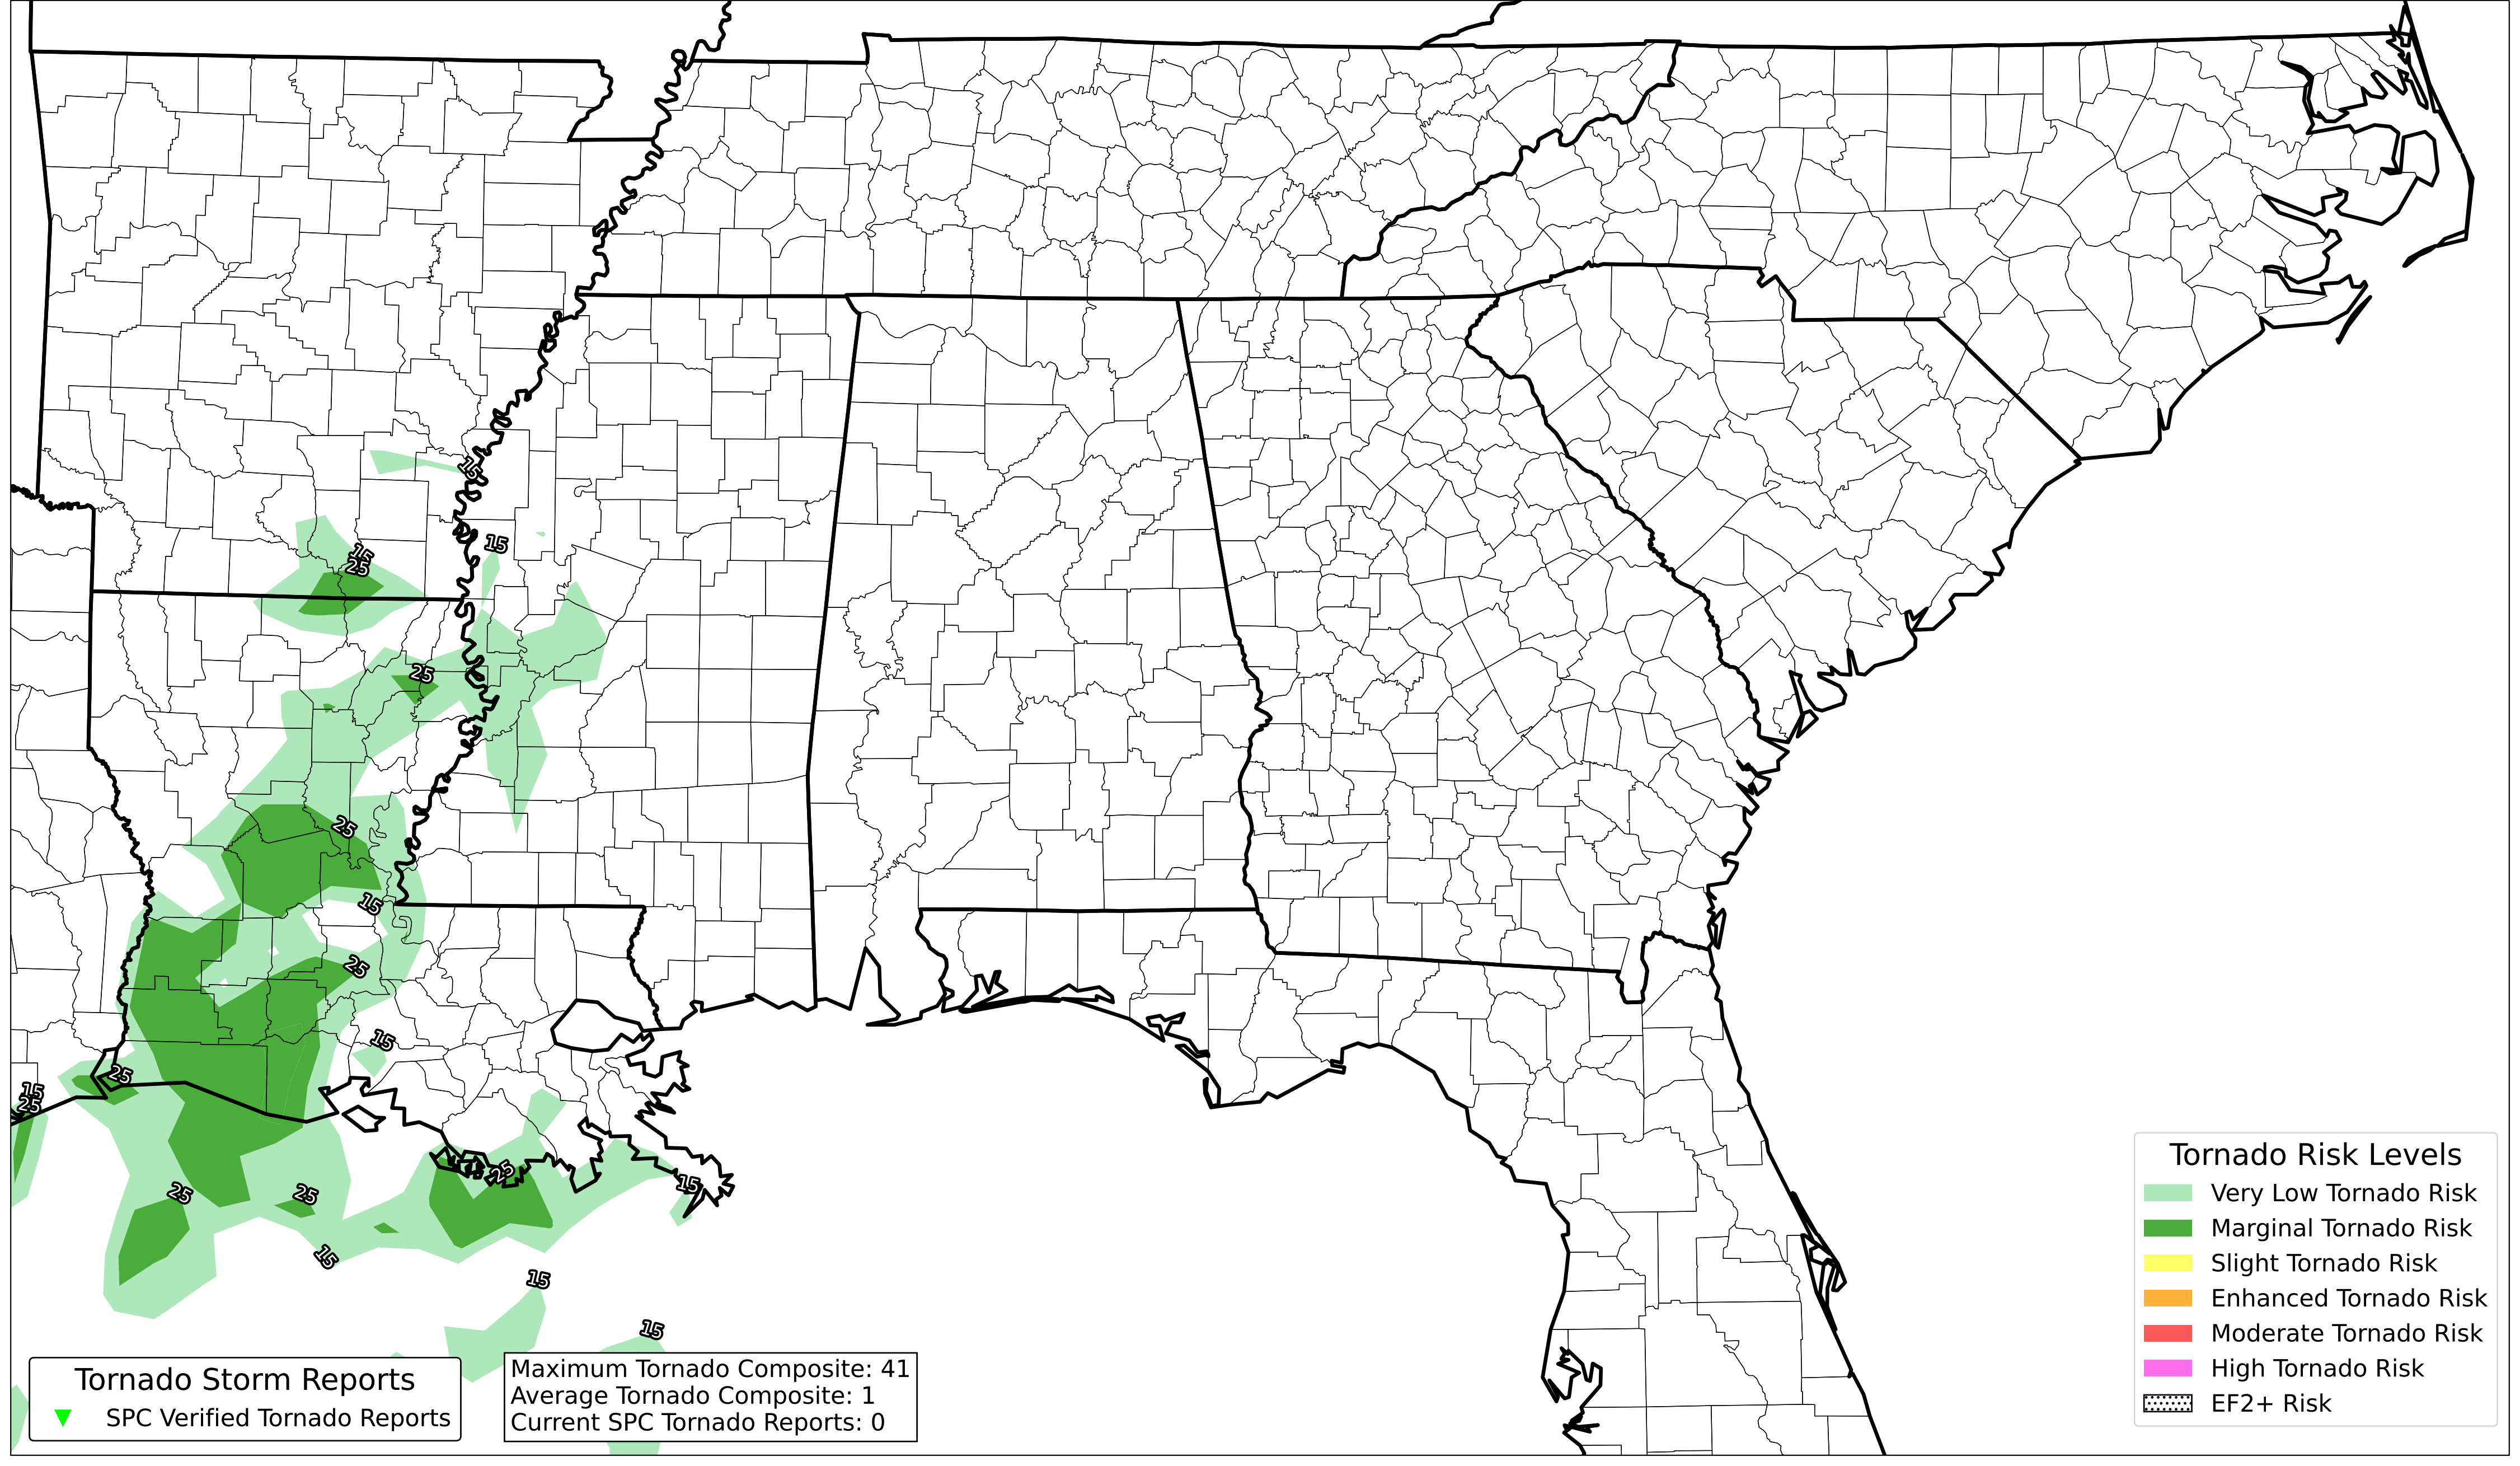 15
15
15
25
25
25
15
25
15
25
15
25
25
15
25
25
15
15
15
15
Tornado Storm Reports
SPC Verified Tornado Reports
Maximum Tornado Composite: 41
Average Tornado Composite: 1
Current SPC Tornado Reports: 0
Tornado Risk Levels
Very Low Tornado Risk
Marginal Tornado Risk
Slight Tornado Risk
Enhanced Tornado Risk
Moderate Tornado Risk
High Tornado Risk
EF2+ Risk